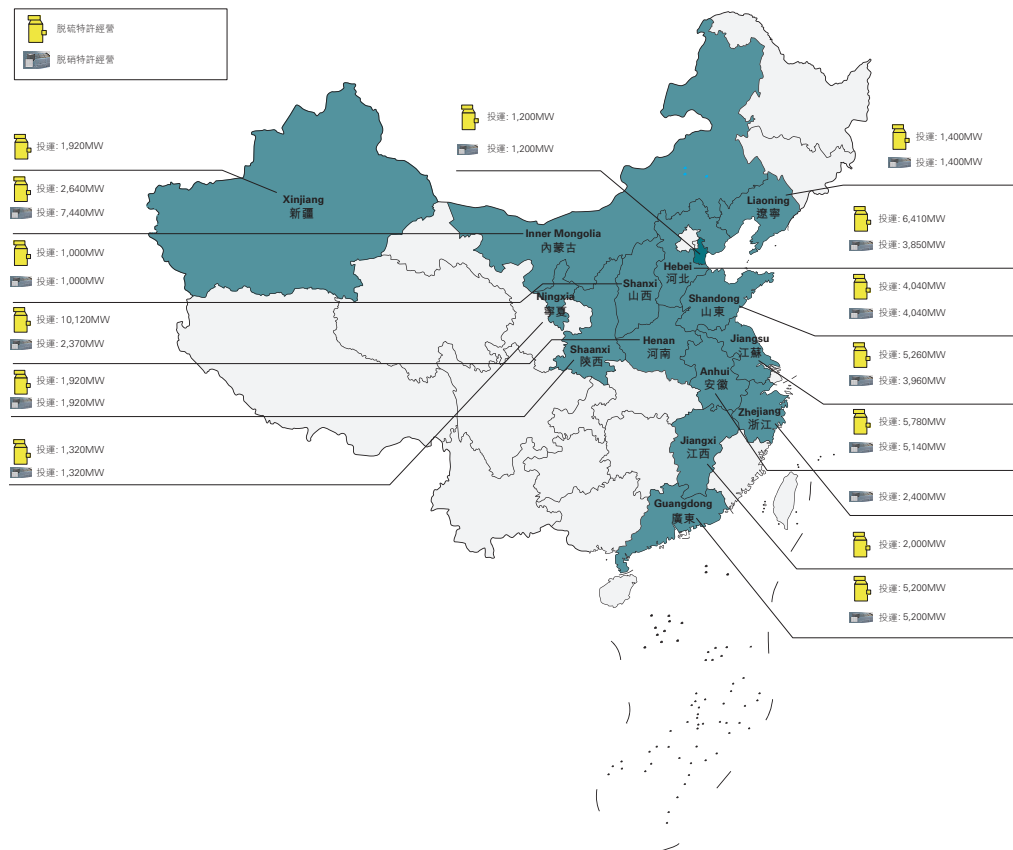 脱硫特許經營
脱硝特許經營
投運: 1,920MW
投運: 2,640MW
投運: 7,440MW
投運: 1,000MW
投運: 1,000MW
投運: 10,120MW
投運: 2,370MW
投運: 1,920MW
投運: 1,920MW
投運: 1,320MW
投運: 1,320MW
投運: 1,200MW
投運: 1,200MW
投運: 1,400MW
投運: 1,400MW
投運: 6,410MW
投運: 3,850MW
投運: 4,040MW
投運: 4,040MW
投運: 5,260MW
投運: 3,960MW
投運: 5,780MW
投運: 5,140MW
投運: 2,400MW
投運: 2,000MW
投運: 5,200MW
投運: 5,200MW
Xinjiang
新疆
Inner Mongolia
內蒙古
Liaoning
遼寧
Hebei
河北
Shanxi
山西
Ningxia
寧夏
Shandong
山東
Shaanxi
陝西
Henan
河南
Jiangsu
江蘇
Anhui
安徽
Zhejiang
浙江
Jiangxi
江西
Guangdong
廣東